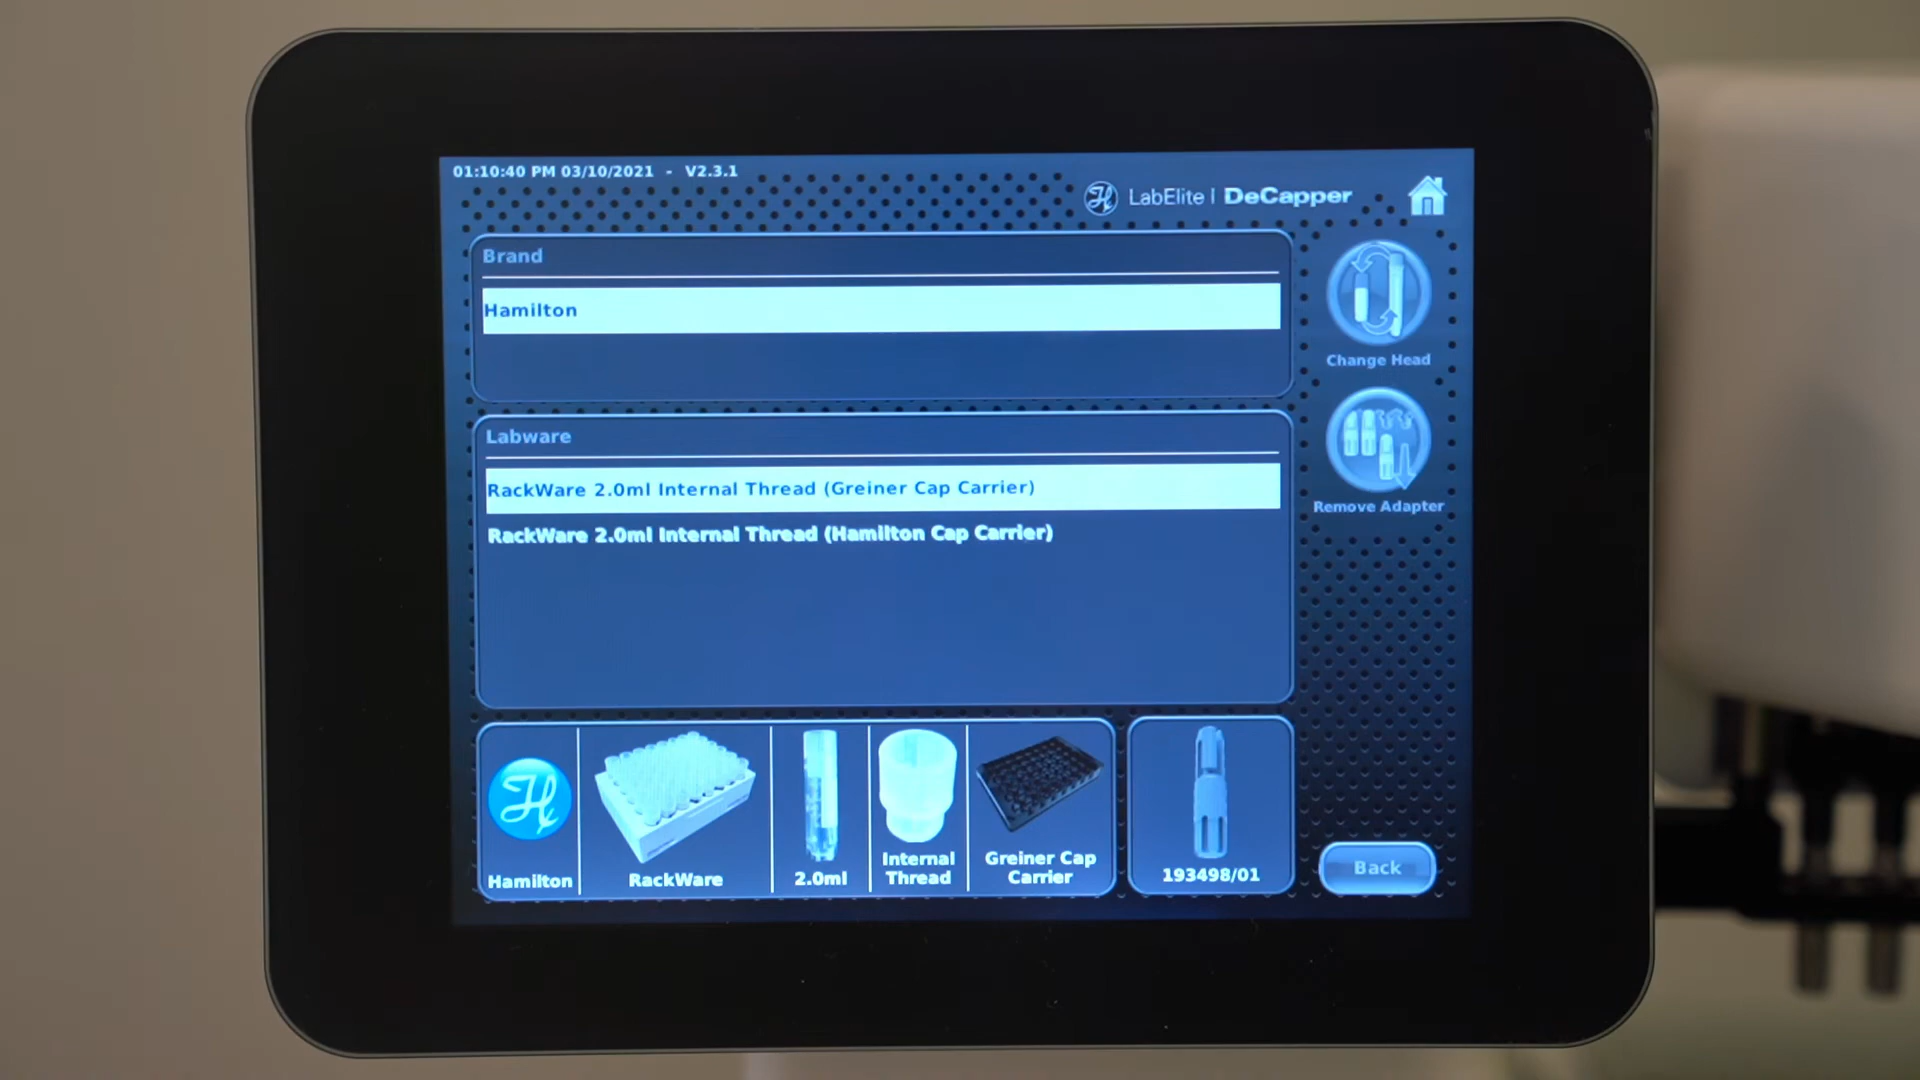 01:10:40 PM 03/10/2021 - V2.3.1
LabElite | DeCapper
Brand
Hamilton
Change Head
Labware
RackWare 2.0ml Internal Thread (Greiner Cap Carrier)
RackWare 2.0ml Internal Thread (Hamilton Cap Carrier)
Remove Adapter
Hamilton
RackWare
2.0ml
Internal
Thread
Greiner Cap
Carrier
193498/01
Back